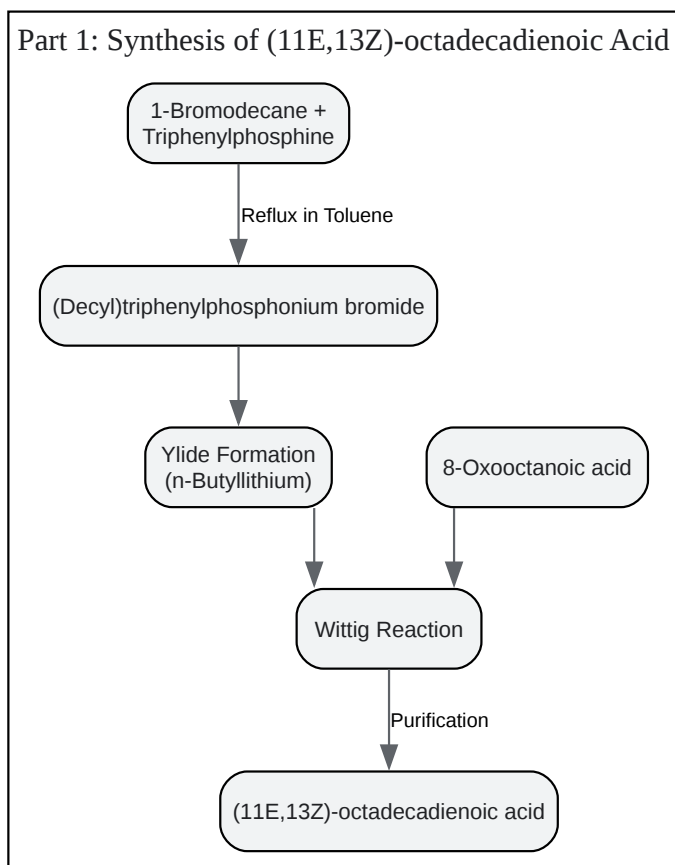 Part 1: Synthesis of (11E,13Z)-octadecadienoic Acid
1-Bromodecane +
Triphenylphosphine
Reflux in Toluene
(Decyl)triphenylphosphonium bromide
Ylide Formation
(n-Butyllithium)
8-Oxooctanoic acid
Wittig Reaction
Purification
(11E,13Z)-octadecadienoic acid